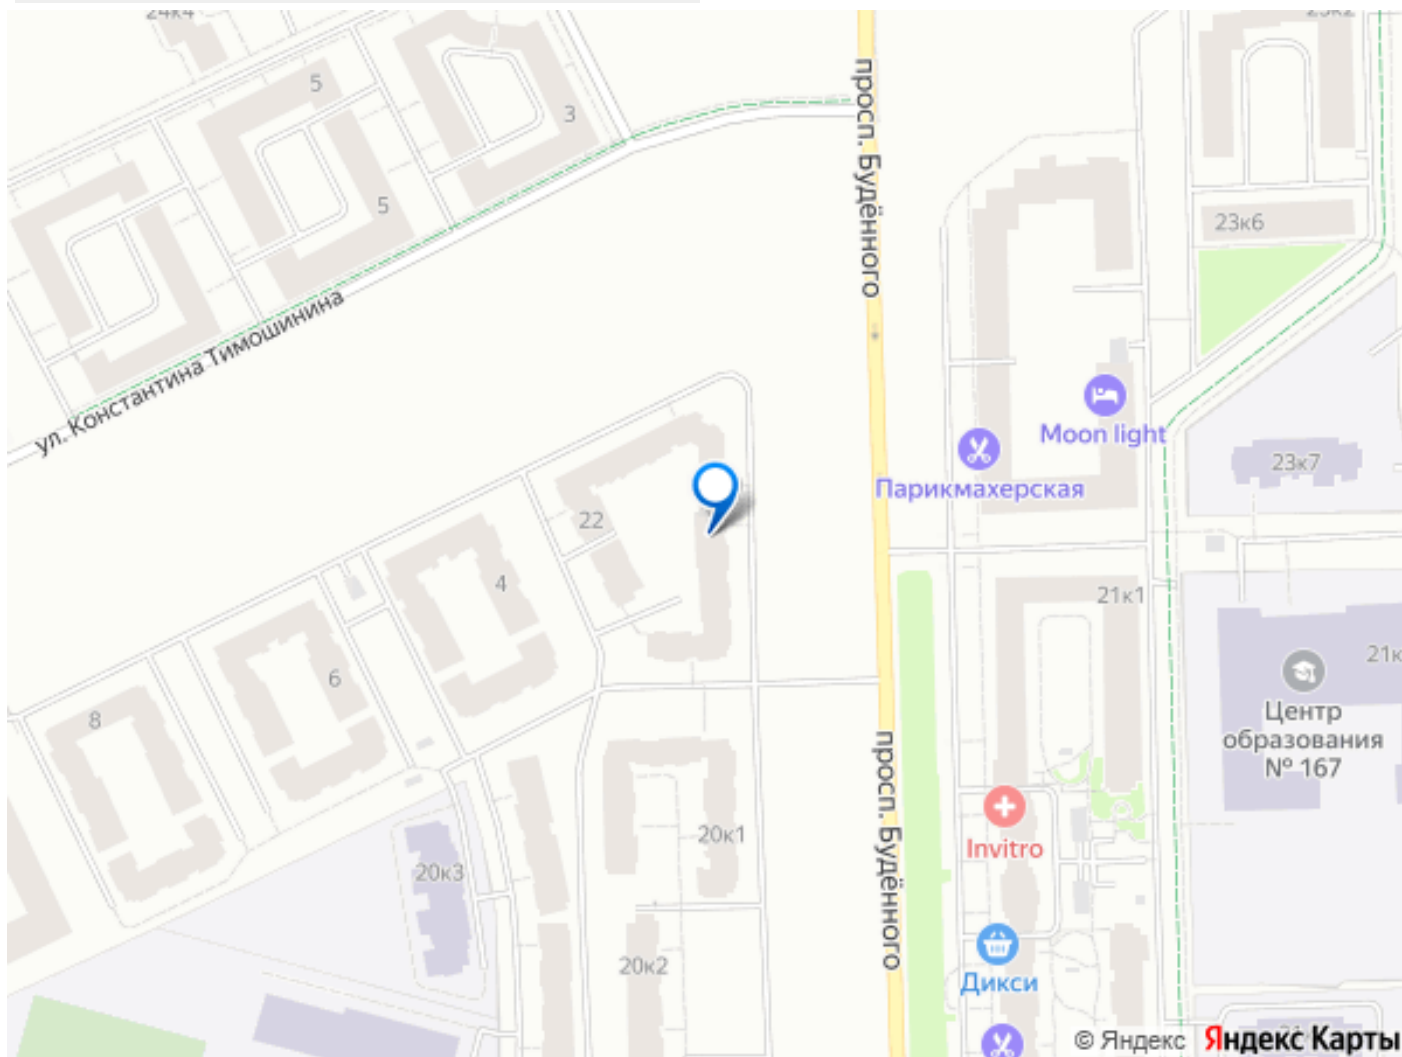 24к4
23к2
5
3
просп. Будённого
5
23к6
ул. Константина Тимошинина
Moon light
Парикмахерская
23к7
22
4
21к1
6
8
Центр
образования
№ 167
просп. Будённого
20к1
Invitro
20к3
20к2
Дикси
© Яндекс Яндекс Карты